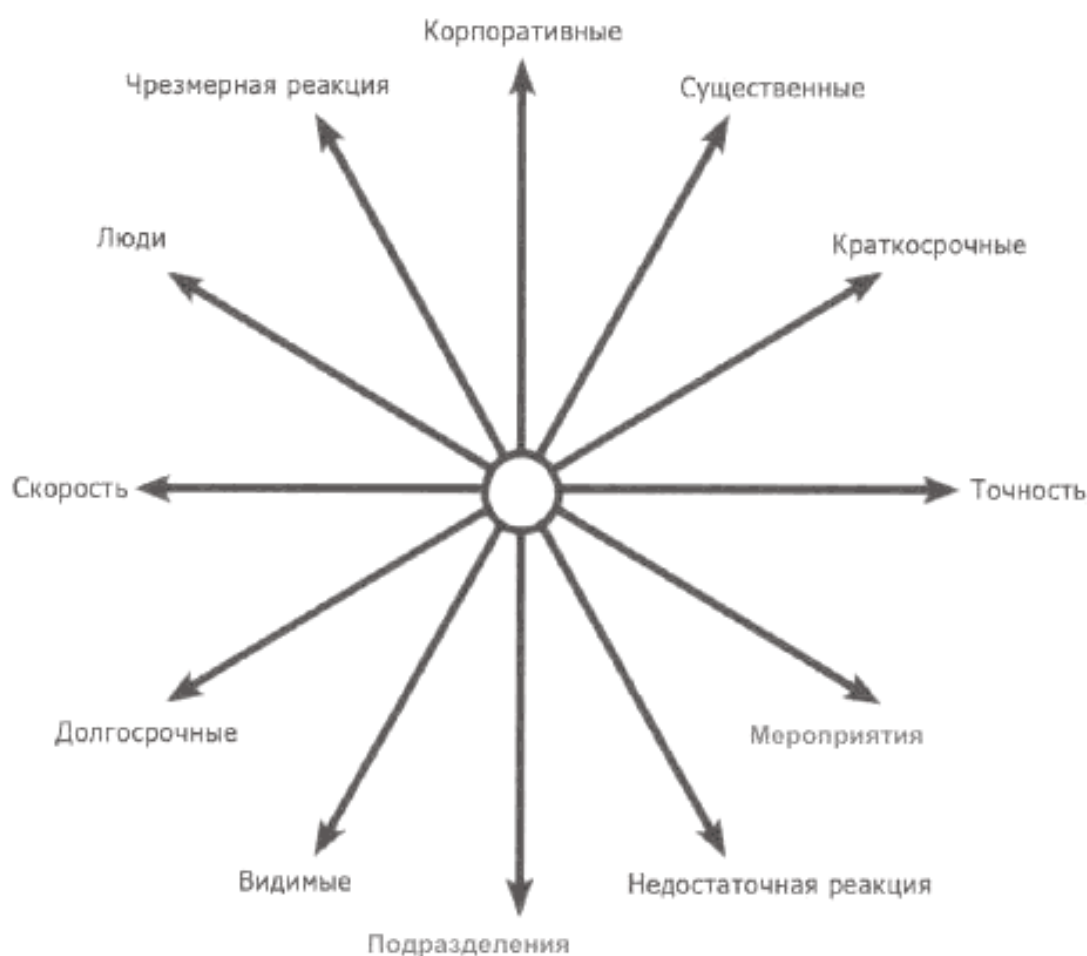 Корпоративные
Чрезмерная реакция
Существенные
Люди
Краткосрочные
Скорость
Точность
Долгосрочные
Мероприятия
Видимые
Недостаточная реакция
Подразделения